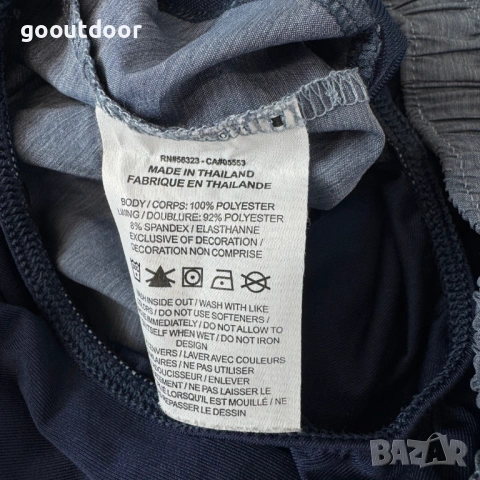 gooutdoor
RN#56323 - CA#05553
MADE IN THAILAND
FABRIQUE EN THAILANDE
BODY / CORPS: 100% POLYESTER
LINING / DOUBLURE: 92% POLYESTER
8% SPANDEX / ELASTHANNE
EXCLUSIVE OF DECORATION /
DECORATION NON COMPRISE
INSIDE OUT / WASH WITH LIKE
/ DO NOT USE SOFTENERS /
IMMEDIATELY / DO NOT ALLOW TO
ITSELF WHEN WET / DO NOT IRON
DESIGN
LAVER AVEC COULEURS
/ NE PAS UTILISER
/ ENLEVER
/ NE PAS LAISSER LE
LORSQU'IL EST MOUILLÉ / NE
REPASSER LE DESSIN
BAZAR